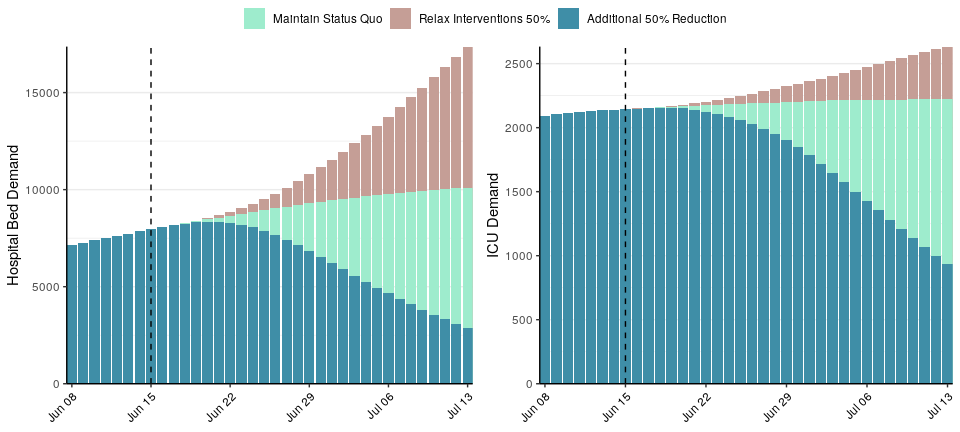 Maintain Status Quo Relax Interventions 50% Additional 50% Reduction
Hospital Bed Demand
15000
10000
5000
0
Jun 08 Jun 15 Jun 22 Jun 29 Jul 06 Jul 13
ICU Demand
2500
2000
1500
1000
500
0
Jun 08 Jun 15 Jun 22 Jun 29 Jul 06 Jul 13